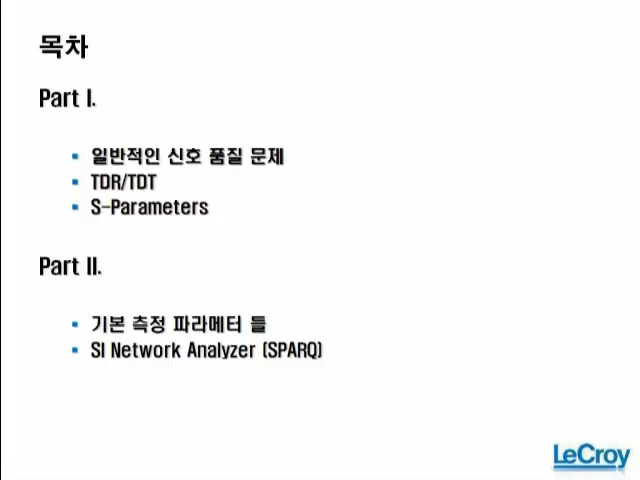 목차
Part I.
▪ 일반적인 신호 품질 문제
▪ TDR/TDT
▪ S-Parameters
Part II.
▪ 기본 측정 파라메터 들
▪ SI Network Analyzer (SPARQ)
LeCroy